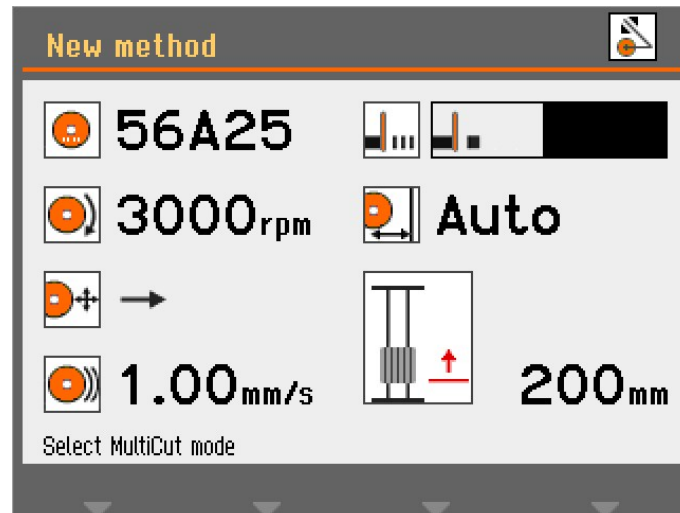 New method
56A25
3000rpm
Auto
→
1.00mm/s
200mm
Select MultiCut mode